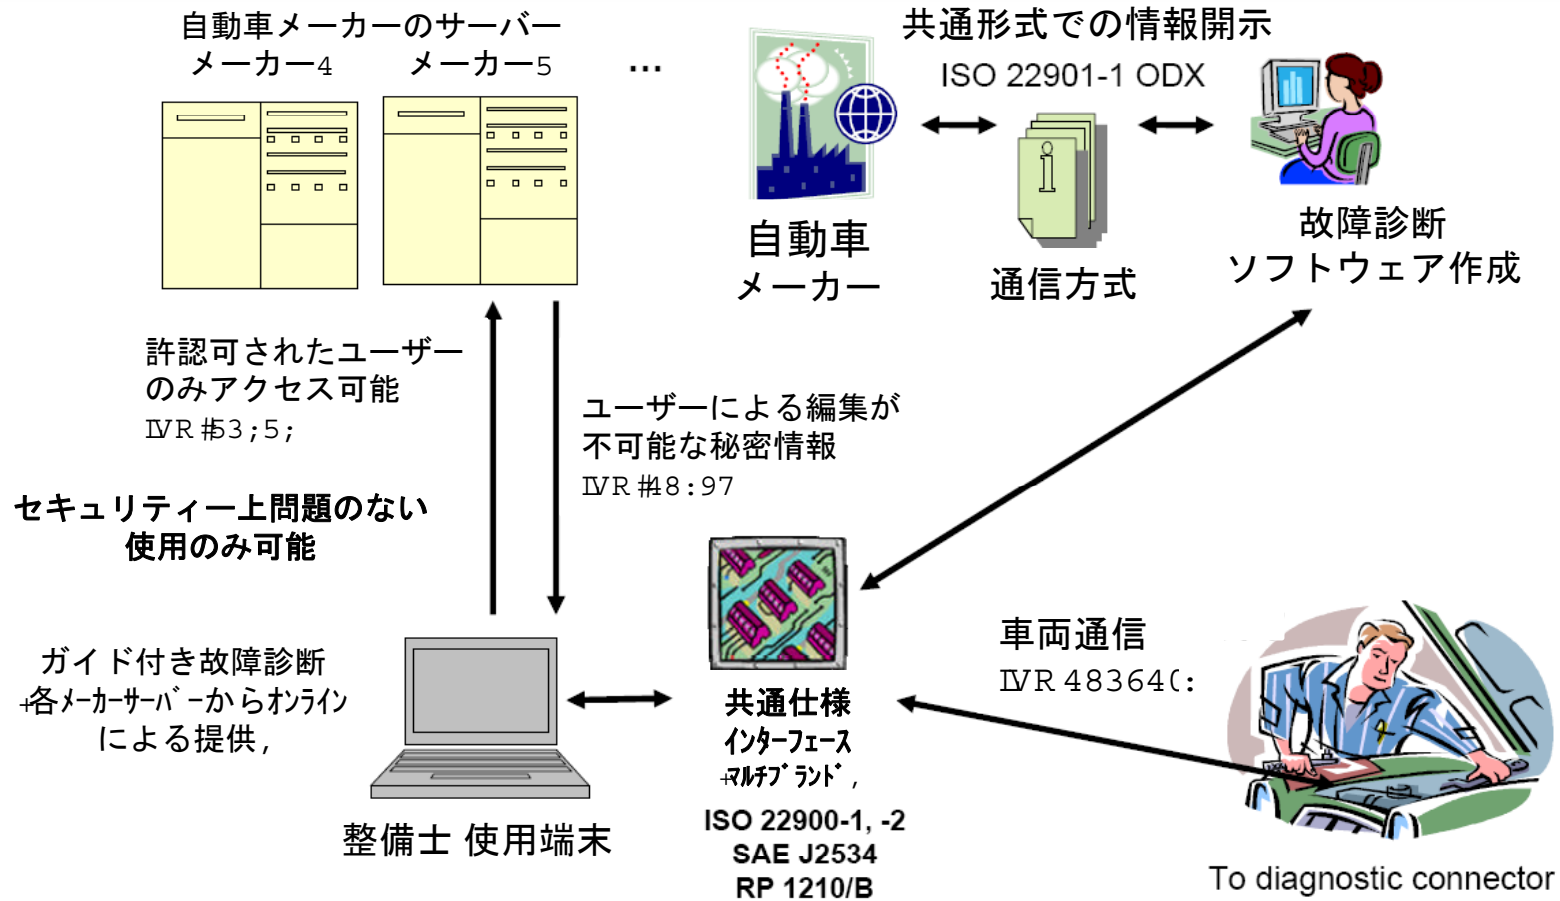 自動車メーカーのサーバー
メーカー4
メーカー5
...
共通形式での情報開示
ISO 22901-1 ODX
自動車
メーカー
通信方式
故障診断
ソフトウェア作成
許認可されたユーザー
のみアクセス可能
IVR #53;5;
ユーザーによる編集が
不可能な秘密情報
IVR #48:97
セキュリティー上問題のない
使用のみ可能
ガイド付き故障診断
+各メーカーサーバーからオンライン
による提供,
整備士 使用端末
共通仕様
インターフェース
+マルチブランド,
ISO 22900-1, -2
SAE J2534
RP 1210/B
車両通信
IVR 48364(:
To diagnostic connector